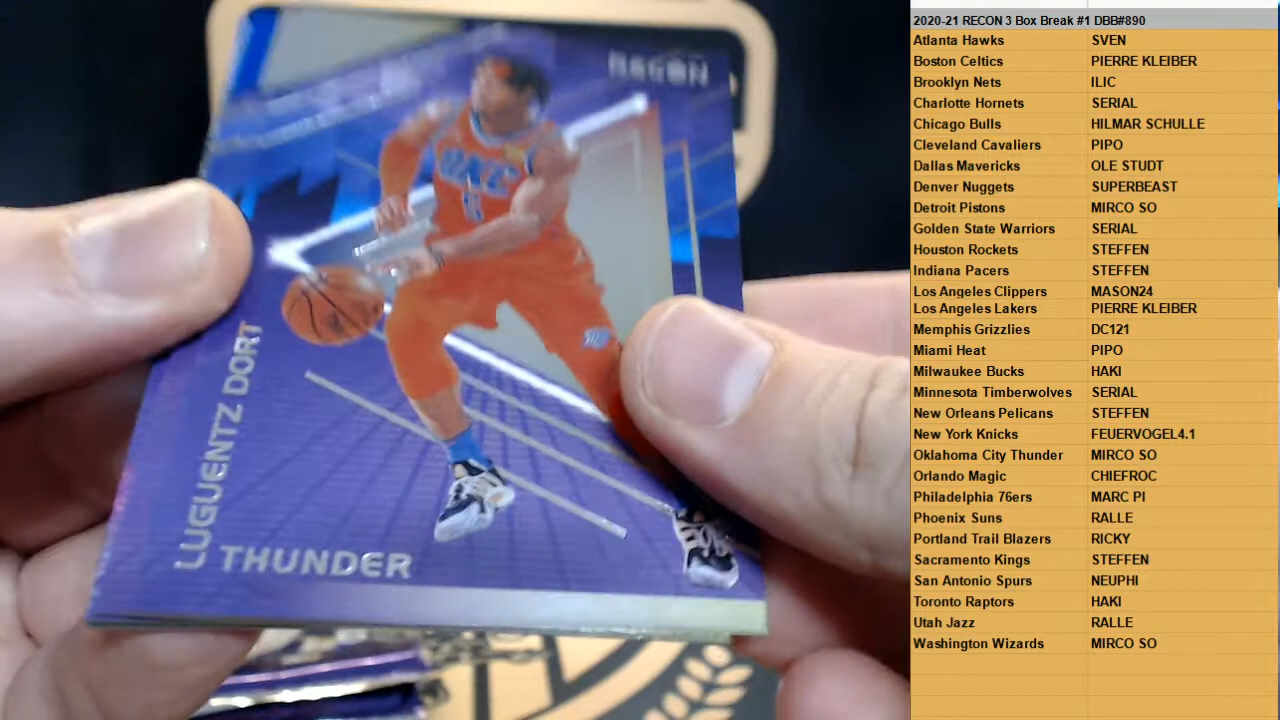 RECON
OKC
LUGUENTZ DORT
THUNDER
2020-21 RECON 3 Box Break #1 DBB#890
Atlanta Hawks SVEN
Boston Celtics PIERRE KLEIBER
Brooklyn Nets ILIC
Charlotte Hornets SERIAL
Chicago Bulls HILMAR SCHULLE
Cleveland Cavaliers PIPO
Dallas Mavericks OLE STUDT
Denver Nuggets SUPERBEAST
Detroit Pistons MIRCO SO
Golden State Warriors SERIAL
Houston Rockets STEFFEN
Indiana Pacers STEFFEN
Los Angeles Clippers MASON24
Los Angeles Lakers PIERRE KLEIBER
Memphis Grizzlies DC121
Miami Heat PIPO
Milwaukee Bucks HAKI
Minnesota Timberwolves SERIAL
New Orleans Pelicans STEFFEN
New York Knicks FEUERVOGEL4.1
Oklahoma City Thunder MIRCO SO
Orlando Magic CHIEFROC
Philadelphia 76ers MARC PI
Phoenix Suns RALLE
Portland Trail Blazers RICKY
Sacramento Kings STEFFEN
San Antonio Spurs NEUPHI
Toronto Raptors HAKI
Utah Jazz RALLE
Washington Wizards MIRCO SO